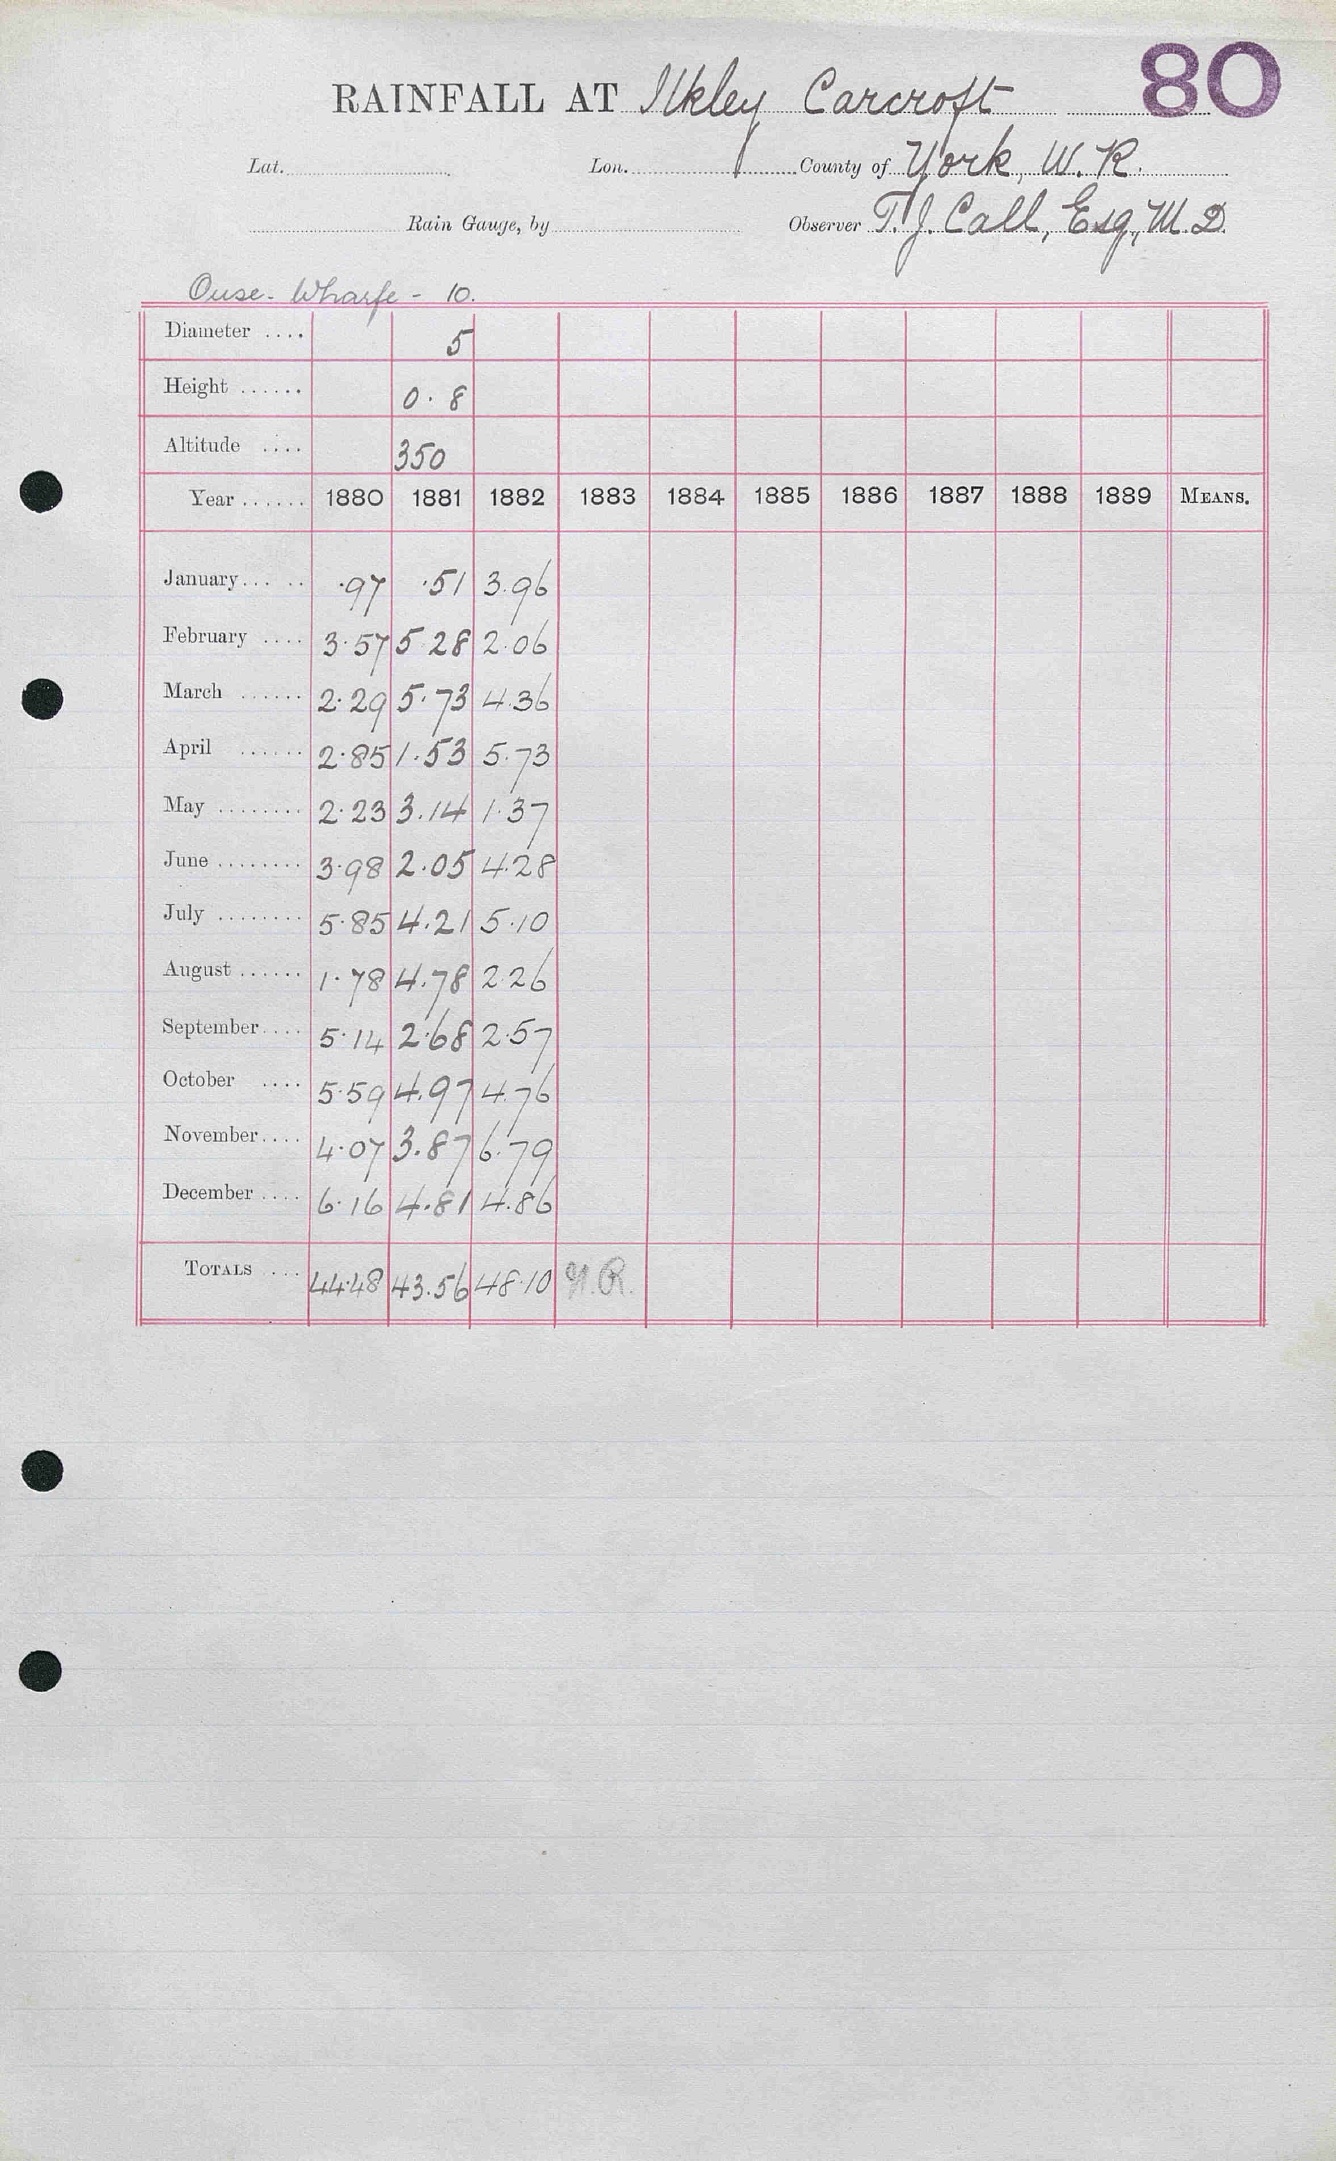 80
RAINFALL AT Ilkley Carcroft
Lat. Lon. County of York, W. R.
Rain Gauge, by Observer T. J. Call, Esq, M. D.
Ouse - Wharfe - 10.
Diameter .... 5
Height ...... 0.8
Altitude .... 350
Year ...... 1880 1881 1882 1883 1884 1885 1886 1887 1888 1889 MEANS.
January... .. .97 .51 3.96
February .... 3.57 5.28 2.06
March ...... 2.29 5.73 4.36
April ...... 2.85 1.53 5.73
May ........ 2.23 3.14 1.37
June ........ 3.98 2.05 4.28
July ........ 5.85 4.21 5.10
August ...... 1.78 4.78 2.26
September.... 5.14 2.68 2.57
October .... 5.59 4.97 4.76
November.... 4.07 3.87 6.79
December .... 6.16 4.81 4.86
TOTALS .... 44.48 43.56 48.10 N.R.